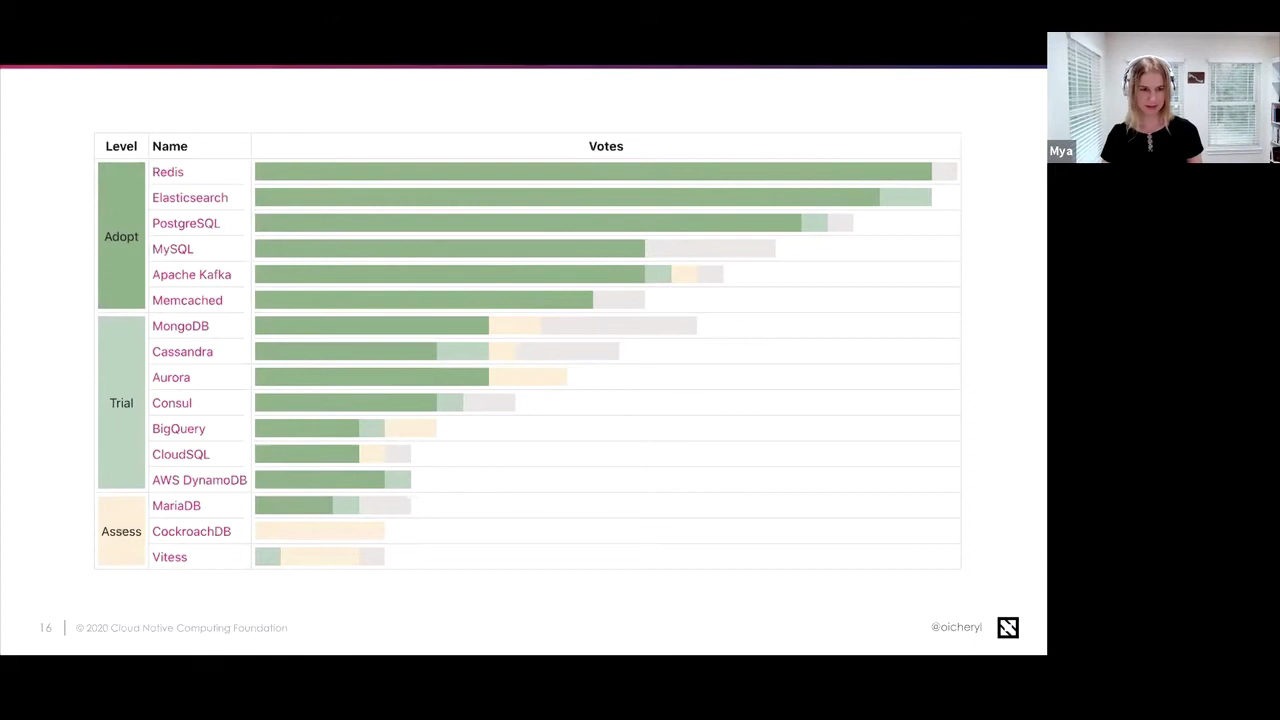 Level Name Votes
Redis
Elasticsearch
PostgreSQL
Adopt
MySQL
Apache Kafka
Memcached
MongoDB
Cassandra
Aurora
Trial
Consul
BigQuery
CloudSQL
AWS DynamoDB
MariaDB
Assess
CockroachDB
Vitess
16 © 2020 Cloud Native Computing Foundation
@oicheryl
Mya